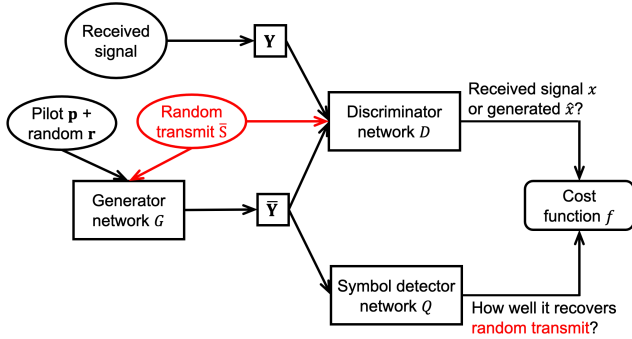 Received
signal
Y
Pilot p +
random r
Random
transmit S̄
Generator
network G
Ȳ
Discriminator
network D
Received signal x
or generated x̂?
Cost
function f
Symbol detector
network Q
How well it recovers
random transmit?